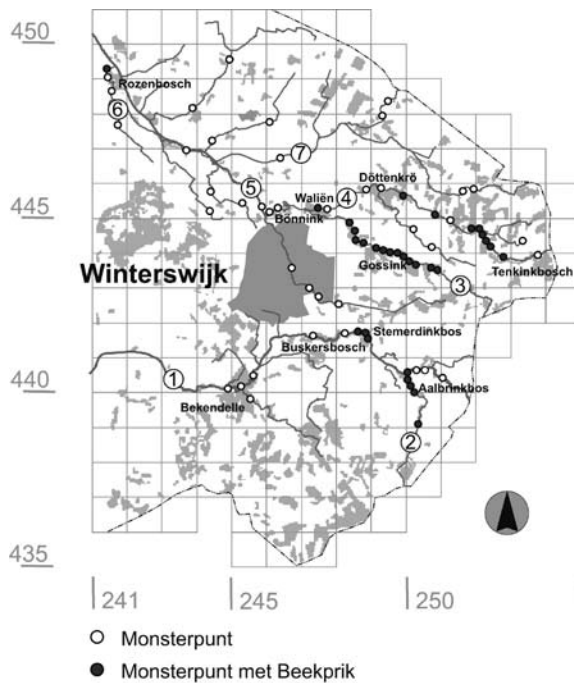 450
Rozenbosch
6
7
Döttenkrö
5
Waliën
4
445
Bönnink
Winterswijk
Gossink
Tenkinkbosch
3
Stemerdinkbos
Buskersbosch
440
1
Aalbrinkbos
Bekendelle
2
435
241
245
250
Monsterpunt
Monsterpunt met Beekprik